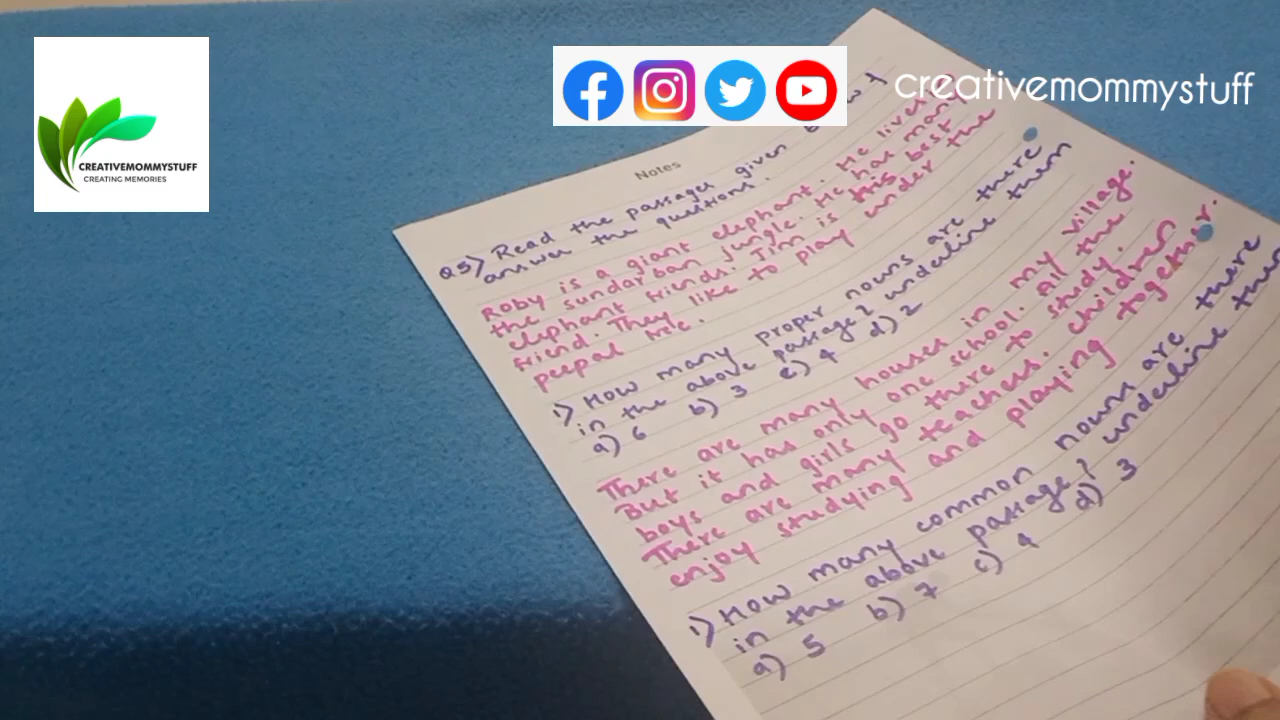 CREATIVEMOMMYSTUFF
CREATING MEMORIES
creativemommystuff
Notes
Q5) Read the passages given
answer the questions.
Roby is a giant elephant. He lives
the sundarban jungle. He has many
elephant friends. Jim is his best
friend. They like to play under the
peepal tree.
1) How many proper nouns are there
in the above passage? underline them
a) 6 b) 3 c) 4 d) 2
There are many houses in my village.
But it has only one school. All the
boys and girls go there to study.
There are many teachers. children
enjoy studying and playing together.
1) How many common nouns are there
in the above passage? underline
a) 5 b) 7 c) 4 d) 3